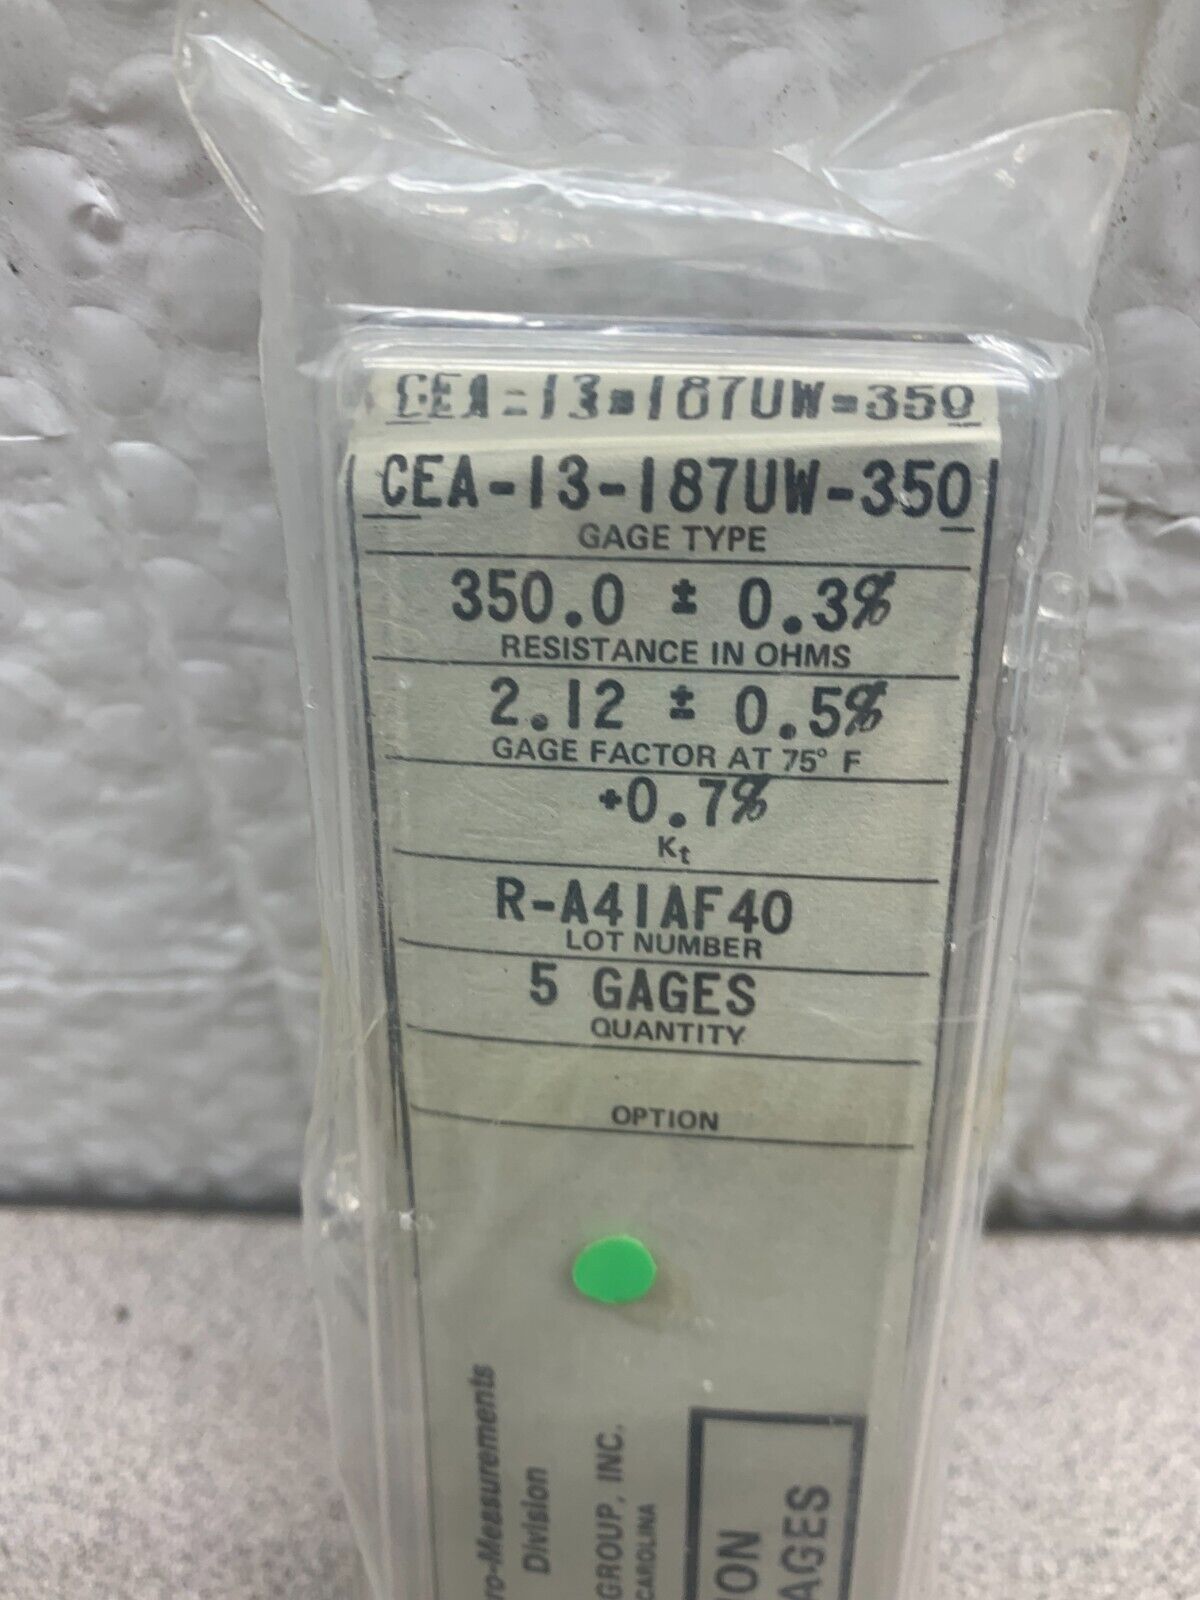 CEA-13-187UW-350
CEA-13-187UW-350
GAGE TYPE
350.0 ± 0.3%
RESISTANCE IN OHMS
2.12 ± 0.5%
GAGE FACTOR AT 75° F
+0.7%
Kt
R-A41AF40
LOT NUMBER
5 GAGES
QUANTITY
OPTION
ro-Measurements
Division
GROUP, INC.
CAROLINA
ION
AGES